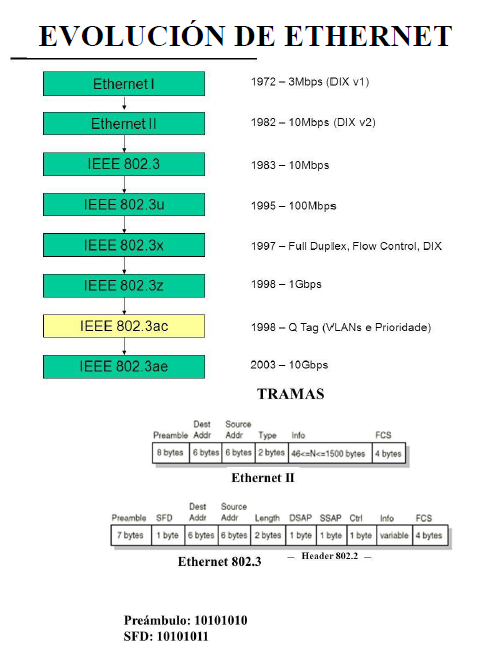 EVOLUCIÓN DE ETHERNET
Ethernet I 1972 – 3Mbps (DIX v1)
Ethernet II 1982 – 10Mbps (DIX v2)
IEEE 802.3 1983 – 10Mbps
IEEE 802.3u 1995 – 100Mbps
IEEE 802.3x 1997 – Full Duplex, Flow Control, DIX
IEEE 802.3z 1998 – 1Gbps
IEEE 802.3ac 1998 – Q Tag (VLANs e Prioridade)
IEEE 802.3ae 2003 – 10Gbps
TRAMAS
Dest Source
Preamble Addr Addr Type Info FCS
8 bytes 6 bytes 6 bytes 2 bytes 46<=N<=1500 bytes 4 bytes
Ethernet II
Dest Source
Preamble SFD Addr Addr Length DSAP SSAP Ctrl Info FCS
7 bytes 1 byte 6 bytes 6 bytes 2 bytes 1 byte 1 byte 1 byte variable 4 bytes
Ethernet 802.3 — Header 802.2 —
Preámbulo: 10101010
SFD: 10101011